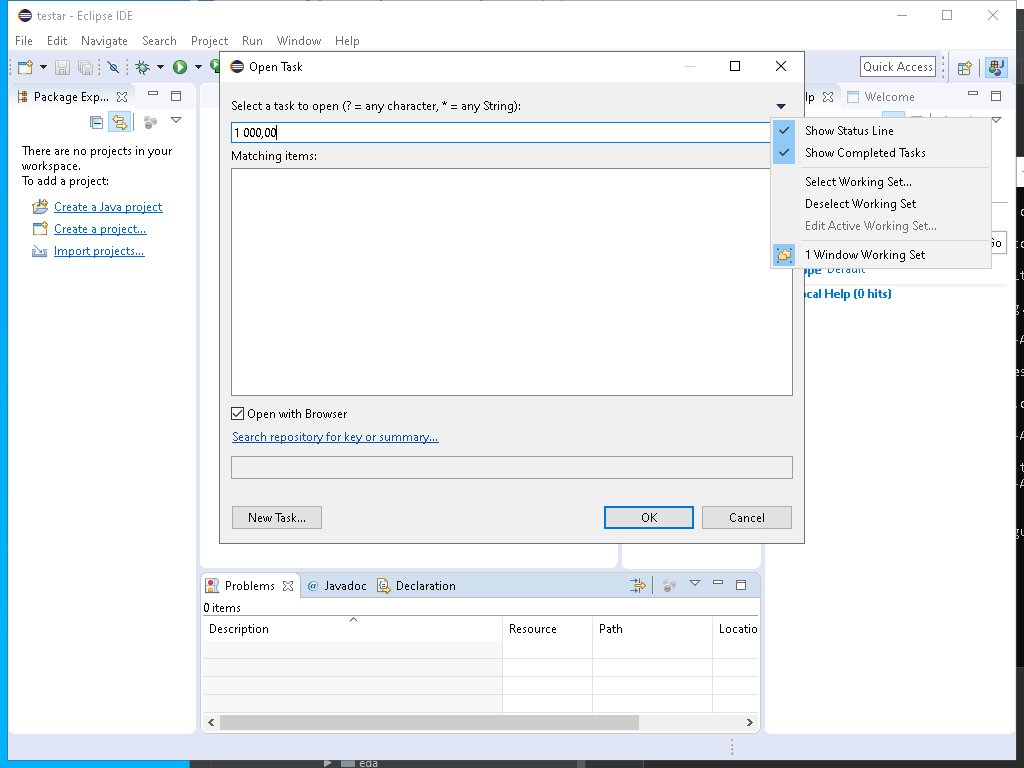 testar - Eclipse IDE
File Edit Navigate Search Project Run Window Help
Quick Access
Package Exp...
There are no projects in your
workspace.
To add a project:
Create a Java project
Create a project...
Import projects...
Open Task
Select a task to open (? = any character, * = any String):
1 000,00
Matching items:
Open with Browser
Search repository for key or summary...
New Task...
OK
Cancel
Welcome
Show Status Line
Show Completed Tasks
Select Working Set...
Deselect Working Set
Edit Active Working Set...
1 Window Working Set
Default
cal Help (0 hits)
Problems
@ Javadoc
Declaration
0 items
Description Resource Path Locatio
eda